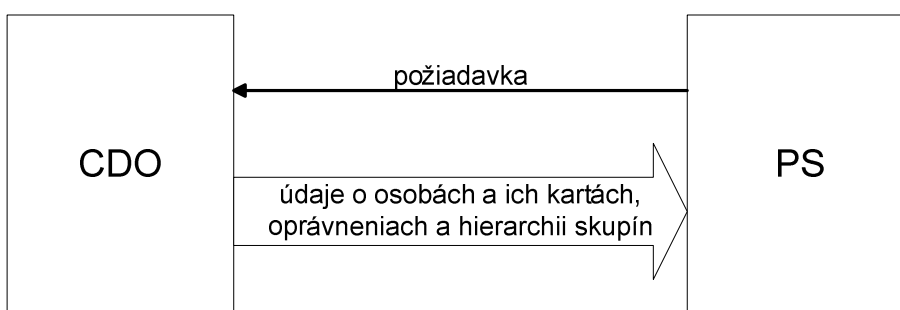 požiadavka
CDO
PS
údaje o osobách a ich kartách,
oprávneniach a hierarchii skupín